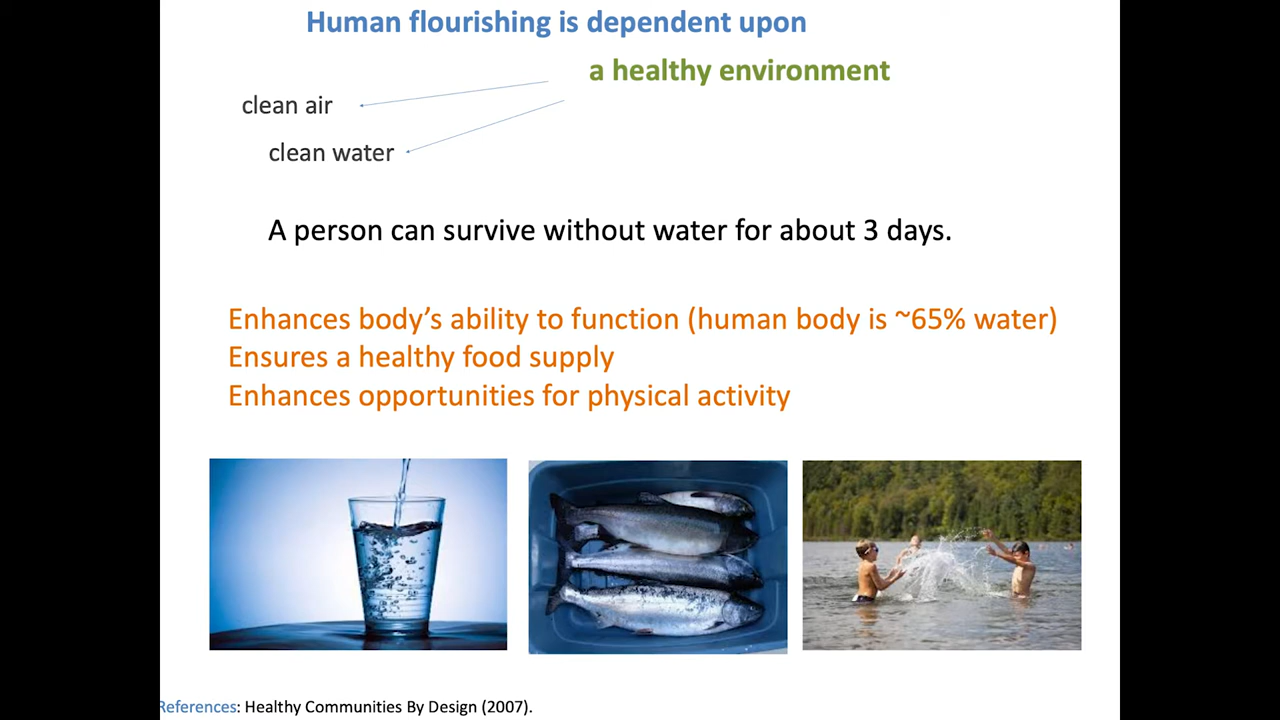 Human flourishing is dependent upon
a healthy environment
clean air
clean water
A person can survive without water for about 3 days.
Enhances body’s ability to function (human body is ~65% water)
Ensures a healthy food supply
Enhances opportunities for physical activity
References: Healthy Communities By Design (2007).